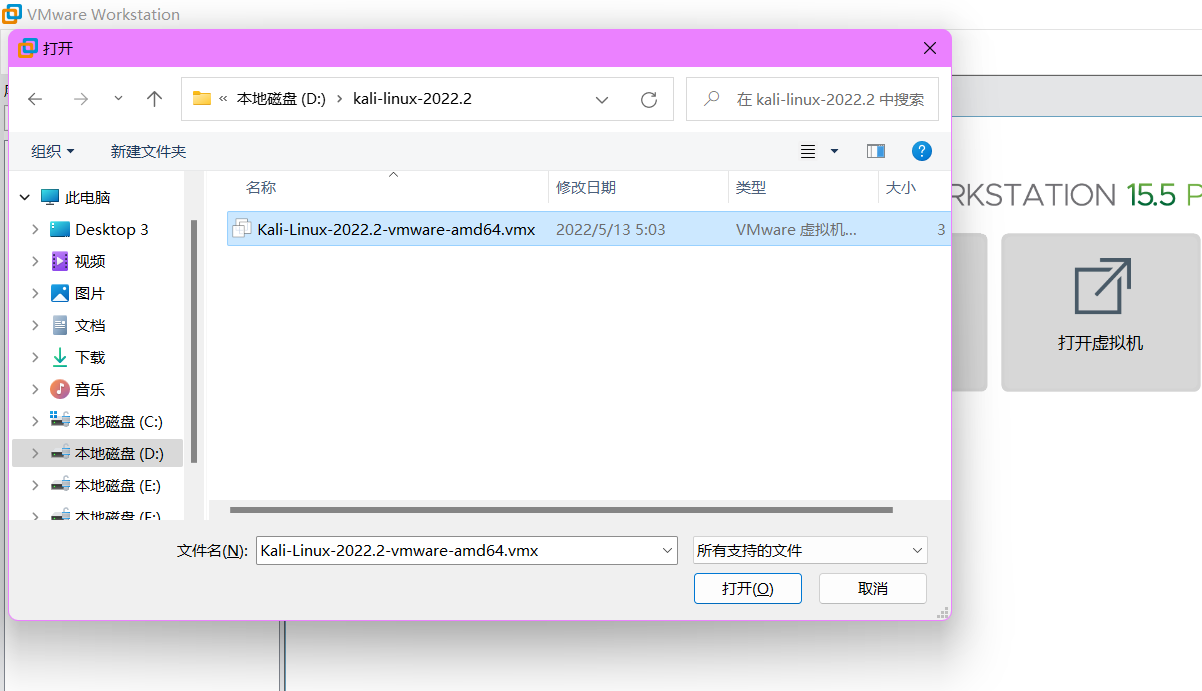 VMware Workstation
打开
« 本地磁盘 (D:) › kali-linux-2022.2
在 kali-linux-2022.2 中搜索
组织 新建文件夹
名称 修改日期 类型 大小
Kali-Linux-2022.2-vmware-amd64.vmx 2022/5/13 5:03 VMware 虚拟机... 3
此电脑
Desktop 3
视频
图片
文档
下载
音乐
本地磁盘 (C:)
本地磁盘 (D:)
本地磁盘 (E:)
本地磁盘 (F:)
文件名(N): Kali-Linux-2022.2-vmware-amd64.vmx 所有支持的文件
打开(O) 取消
RKSTATION 15.5 P
打开虚拟机